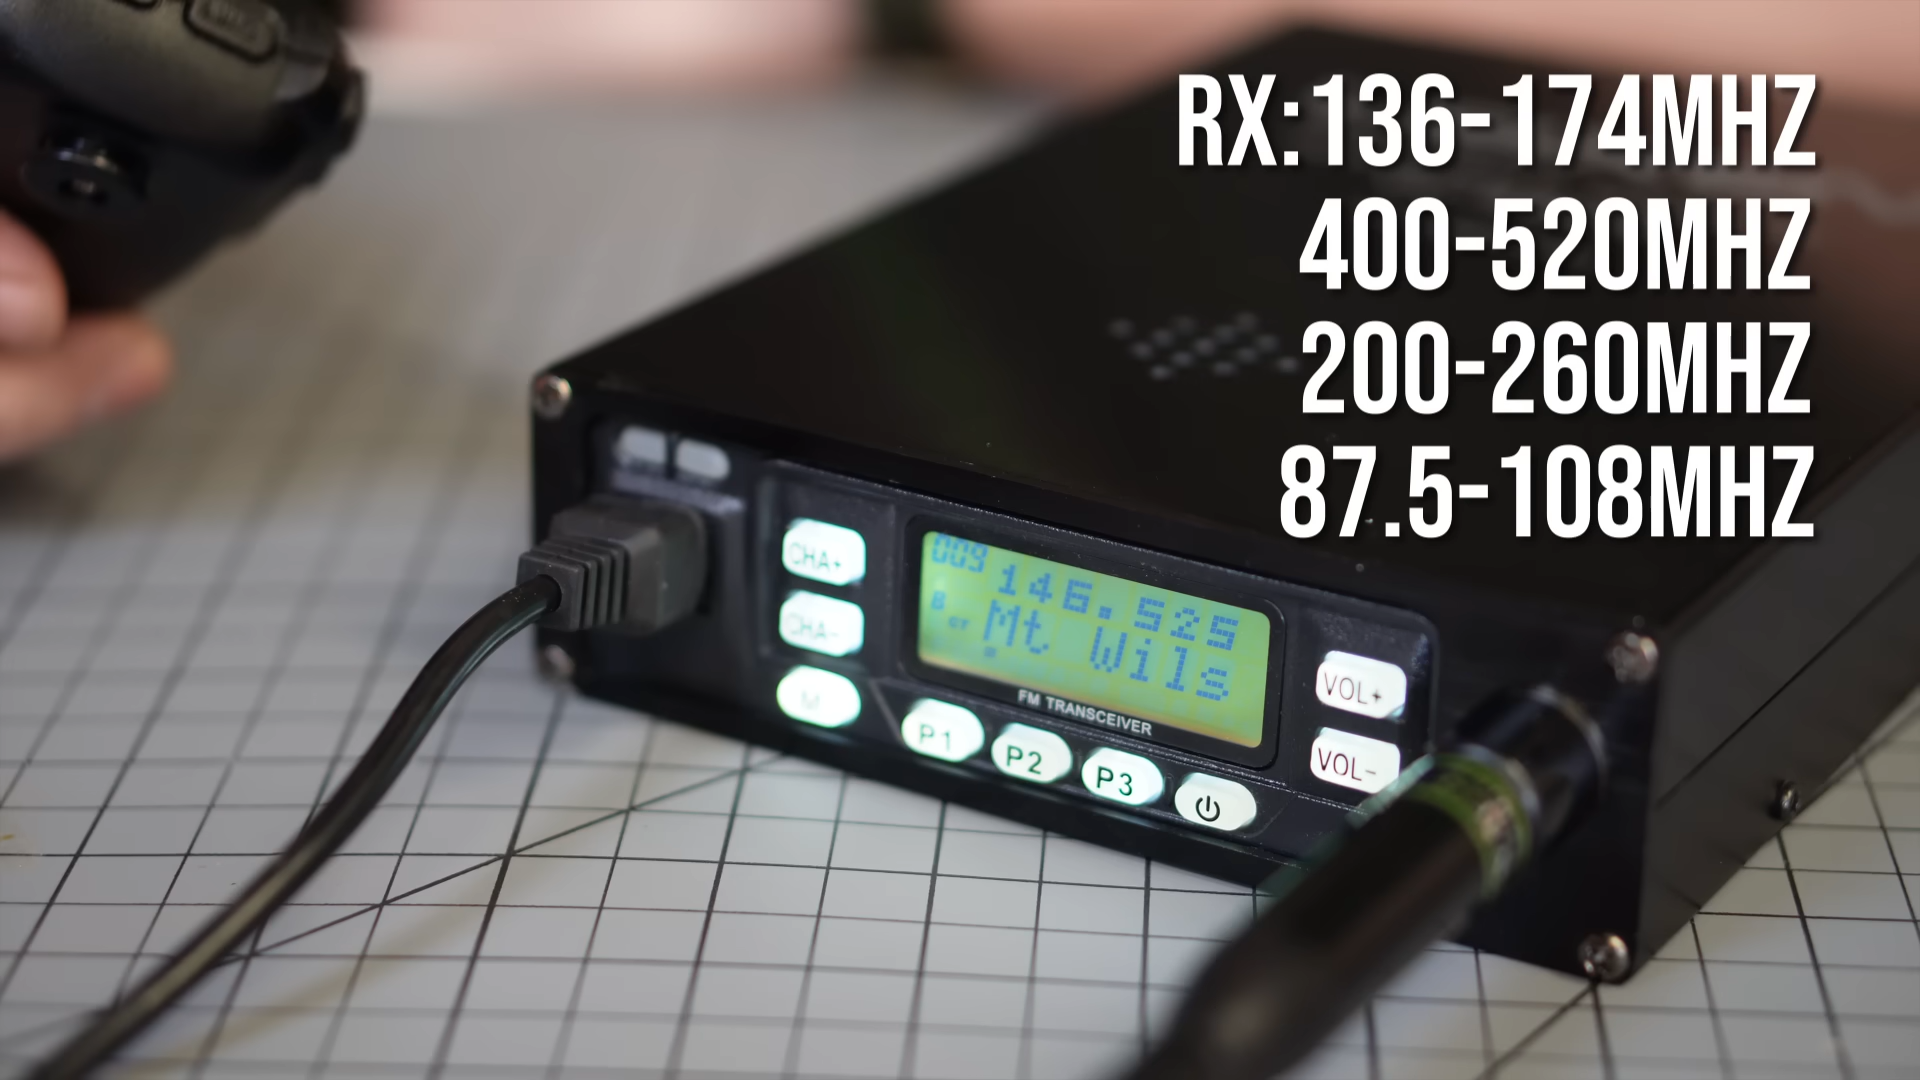 RX:136-174MHZ
400-520MHZ
200-260MHZ
87.5-108MHZ
CHA+
CHA-
M
009
146.525
B
CT
Mt Wils
FM TRANSCEIVER
VOL+
VOL-
P1
P2
P3